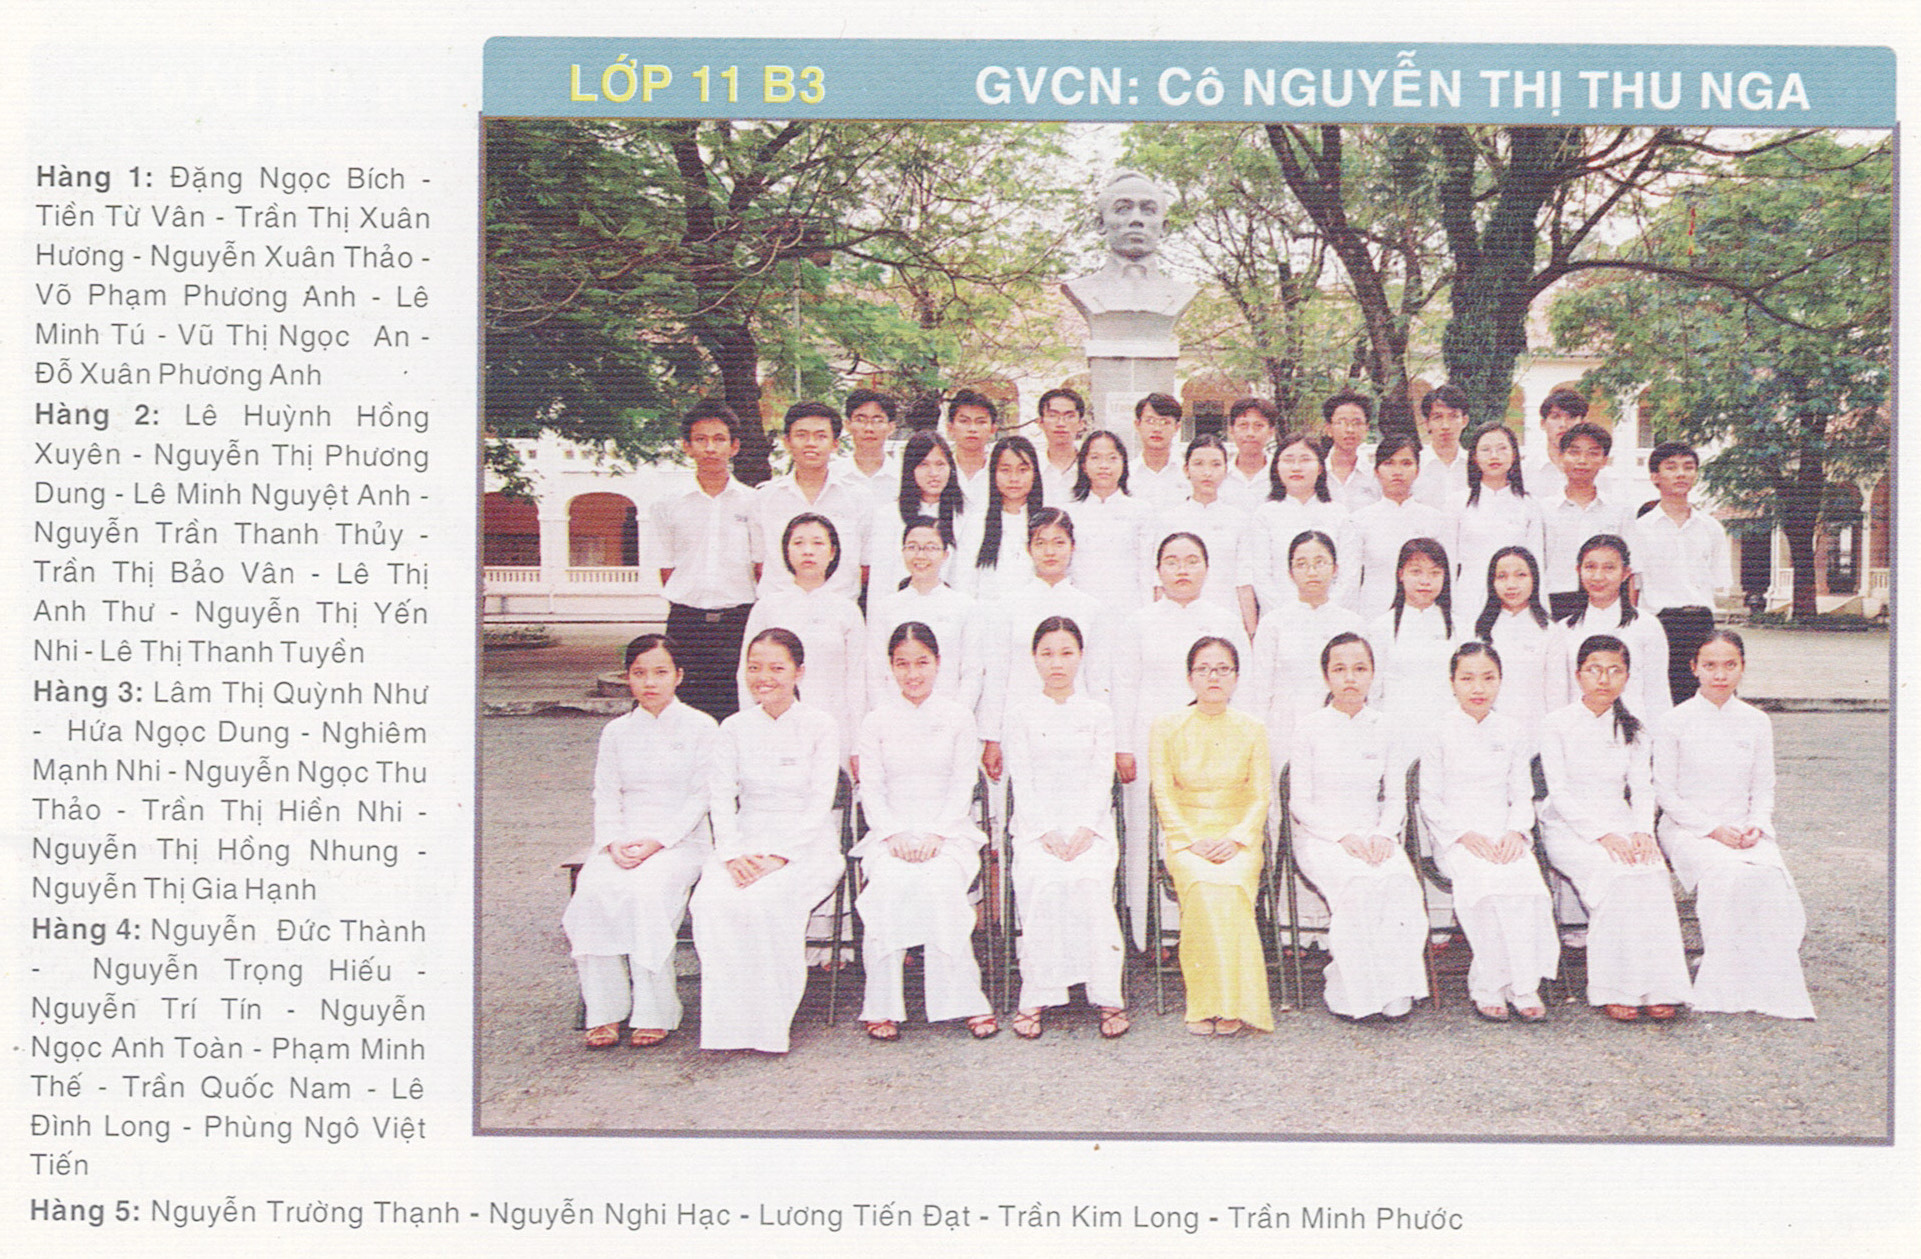 LỚP 11 B3 GVCN: Cô NGUYỄN THỊ THU NGA
Hàng 1: Đặng Ngọc Bích -
Tiền Từ Vân - Trần Thị Xuân
Hương - Nguyễn Xuân Thảo -
Võ Phạm Phương Anh - Lê
Minh Tú - Vũ Thị Ngọc An -
Đỗ Xuân Phương Anh
Hàng 2: Lê Huỳnh Hồng
Xuyên - Nguyễn Thị Phương
Dung - Lê Minh Nguyệt Anh -
Nguyễn Trần Thanh Thủy -
Trần Thị Bảo Vân - Lê Thị
Anh Thư - Nguyễn Thị Yến
Nhi - Lê Thị Thanh Tuyền
Hàng 3: Lâm Thị Quỳnh Như
- Hứa Ngọc Dung - Nghiêm
Mạnh Nhi - Nguyễn Ngọc Thu
Thảo - Trần Thị Hiền Nhi -
Nguyễn Thị Hồng Nhung -
Nguyễn Thị Gia Hạnh
Hàng 4: Nguyễn Đức Thành
- Nguyễn Trọng Hiếu -
Nguyễn Trí Tín - Nguyễn
Ngọc Anh Toàn - Phạm Minh
Thế - Trần Quốc Nam - Lê
Đình Long - Phùng Ngô Việt
Tiến
Hàng 5: Nguyễn Trường Thạnh - Nguyễn Nghi Hạc - Lương Tiến Đạt - Trần Kim Long - Trần Minh Phước